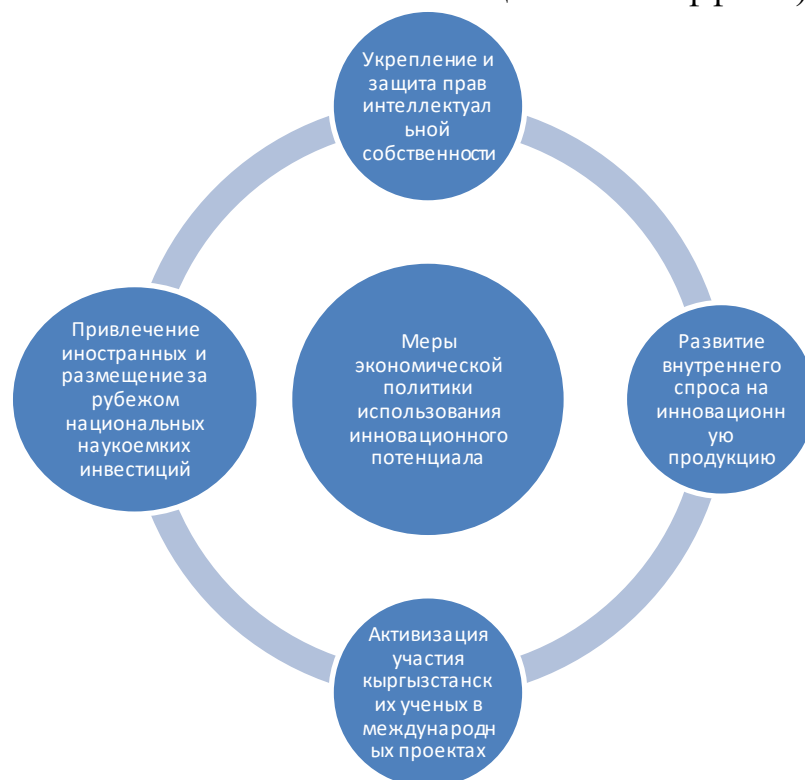 Укрепление и
защита прав
интеллектуал
ьной
собственности
Привлечение
иностранных и
размещение за
рубежом
национальных
наукоемких
инвестиций
Меры
экономической
политики
использования
инновационного
потенциала
Развитие
внутреннего
спроса на
инновационн
ую
продукцию
Активизация
участия
кыргызстанск
их ученых в
международн
ых проектах